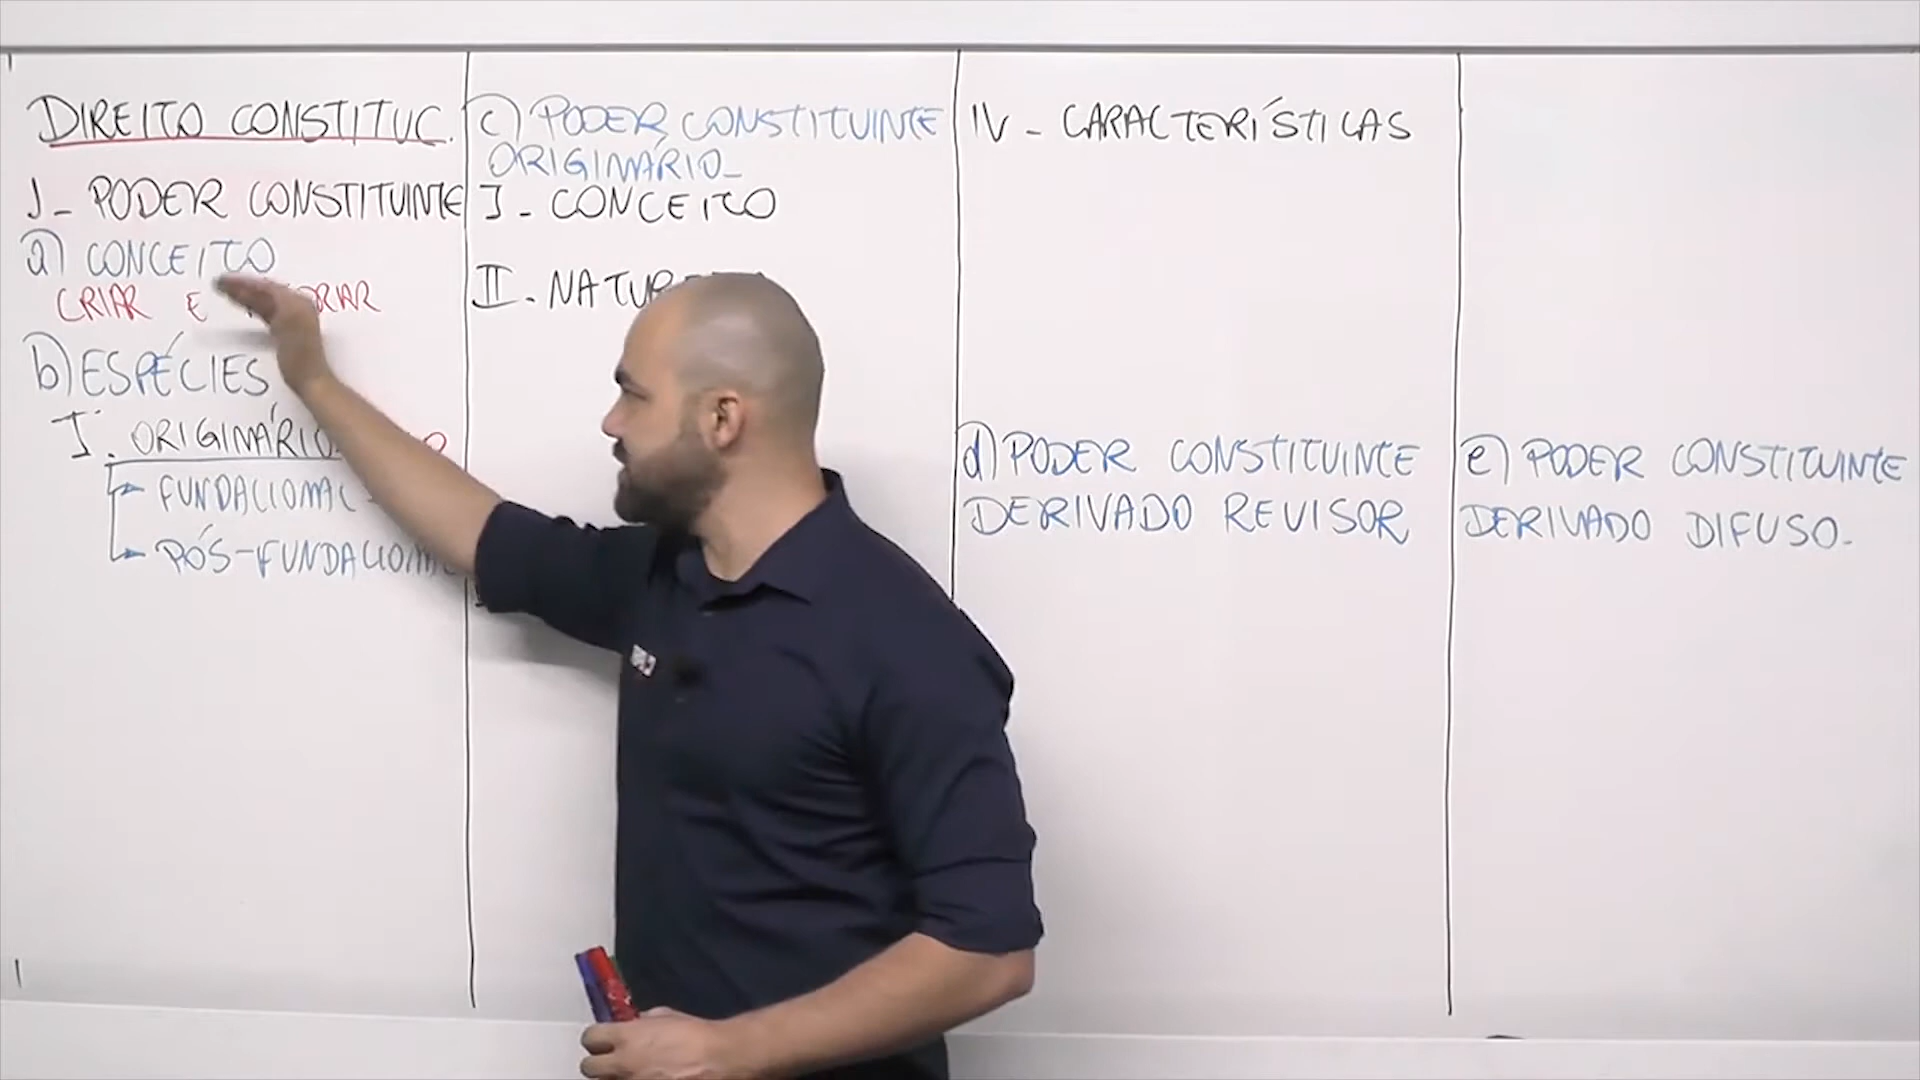 DIREITO CONSTITUC.
I - PODER CONSTITUINTE
a) CONCEITO
CRIAR E
b) ESPÉCIES
I. ORIGINÁRIO
FUNDACIONAL
PÓS-FUNDACIONAL
c) PODER CONSTITUINTE
ORIGINÁRIO-
I - CONCEITO
II - NATUREZA
IV - CARACTERÍSTICAS
d) PODER CONSTITUINTE
DERIVADO REVISOR
e) PODER CONSTITUINTE
DERIVADO DIFUSO-